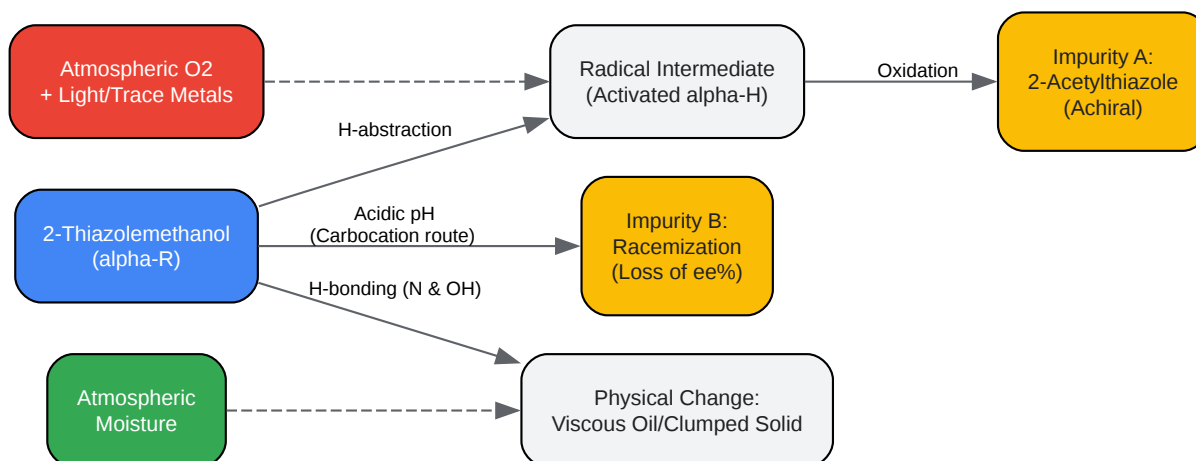 Atmospheric O2
+ Light/Trace Metals
Radical Intermediate
(Activated alpha-H)
Oxidation
Impurity A:
2-Acetylthiazole
(Achiral)
H-abstraction
2-Thiazolemethanol
(alpha-R)
Acidic pH
(Carbocation route)
Impurity B:
Racemization
(Loss of ee%)
H-bonding (N & OH)
Atmospheric
Moisture
Physical Change:
Viscous Oil/Clumped Solid